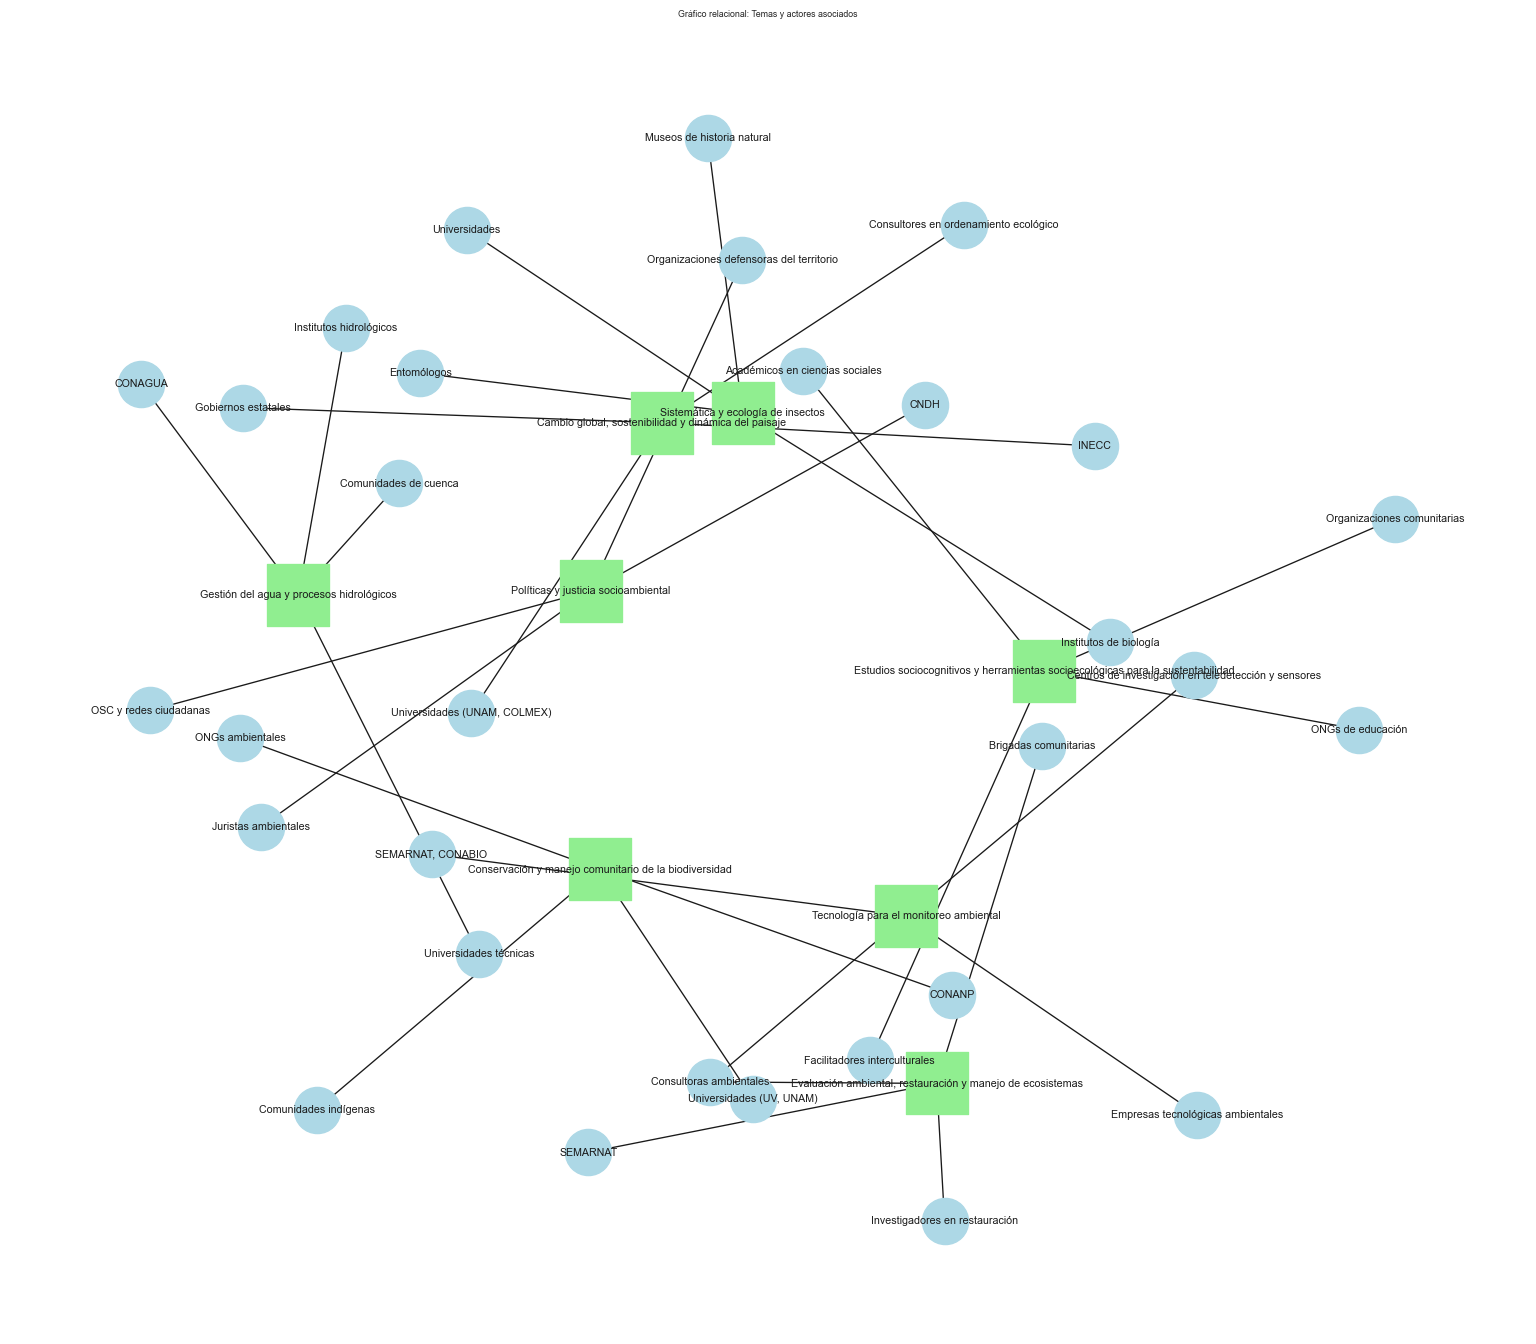 Gráfico relacional: Temas y actores asociados
Museos de historia natural
Consultores en ordenamiento ecológico
Universidades
Organizaciones defensoras del territorio
Institutos hidrológicos
Académicos en ciencias sociales
Entomólogos
CONAGUA
CNDH
Gobiernos estatales
Sistemática y ecología de insectos
Cambio global, sostenibilidad y dinámica del paisaje
INECC
Comunidades de cuenca
Organizaciones comunitarias
Políticas y justicia socioambiental
Gestión del agua y procesos hidrológicos
Institutos de biología
Estudios sociocognitivos y herramientas socioecológicas para la sustentabilidad
Centros de investigación en teledetección y sensores
OSC y redes ciudadanas
Universidades (UNAM, COLMEX)
ONGs de educación
ONGs ambientales
Brigadas comunitarias
Juristas ambientales
SEMARNAT, CONABIO
Conservación y manejo comunitario de la biodiversidad
Tecnología para el monitoreo ambiental
Universidades técnicas
CONANP
Facilitadores interculturales
Consultoras ambientales
Evaluación ambiental, restauración y manejo de ecosistemas
Universidades (UV, UNAM)
Comunidades indígenas
Empresas tecnológicas ambientales
SEMARNAT
Investigadores en restauración